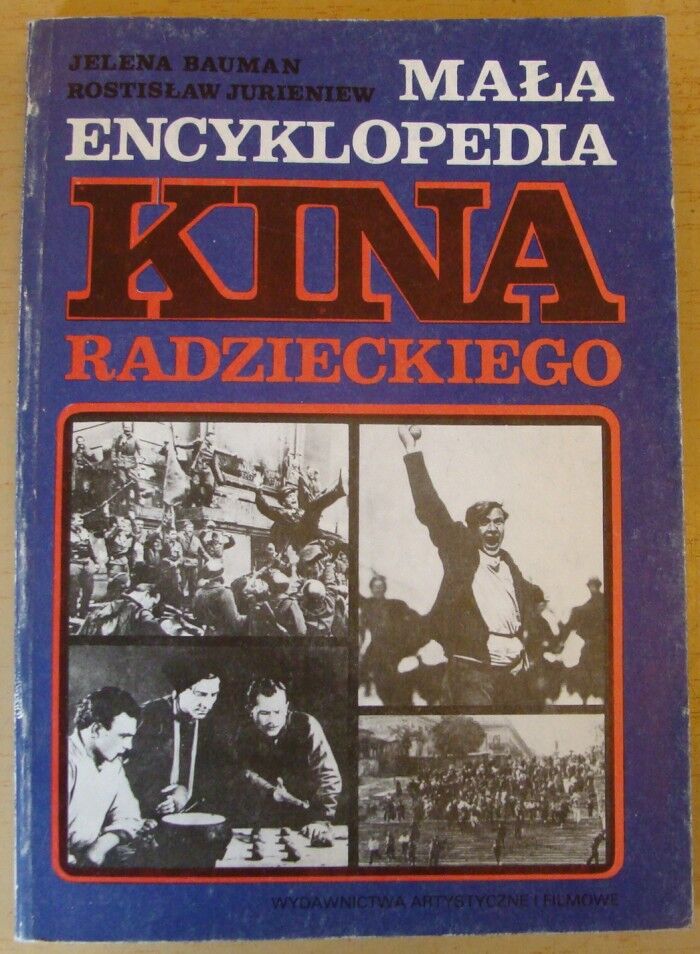 JELENA BAUMAN
ROSTISŁAW JURIENIEW
MAŁA
ENCYKLOPEDIA
KINA
RADZIECKIEGO
WYDAWNICTWA ARTYSTYCZNE I FILMOWE